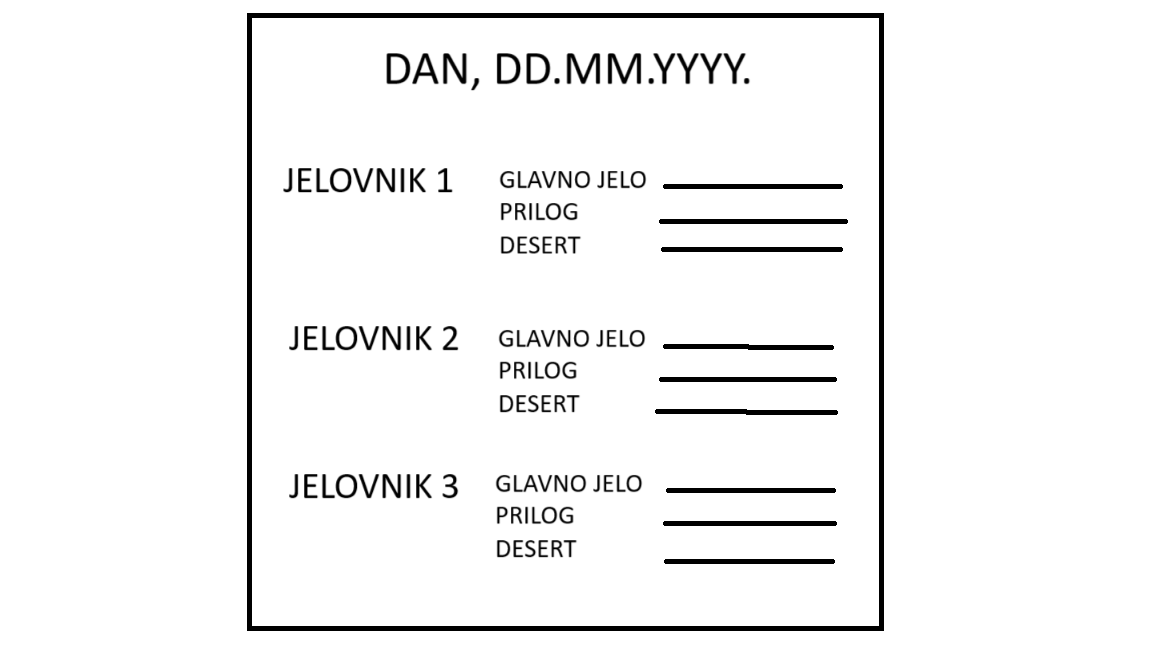 DAN, DD.MM.YYYY.
JELOVNIK 1
GLAVNO JELO
PRILOG
DESERT
JELOVNIK 2
GLAVNO JELO
PRILOG
DESERT
JELOVNIK 3
GLAVNO JELO
PRILOG
DESERT